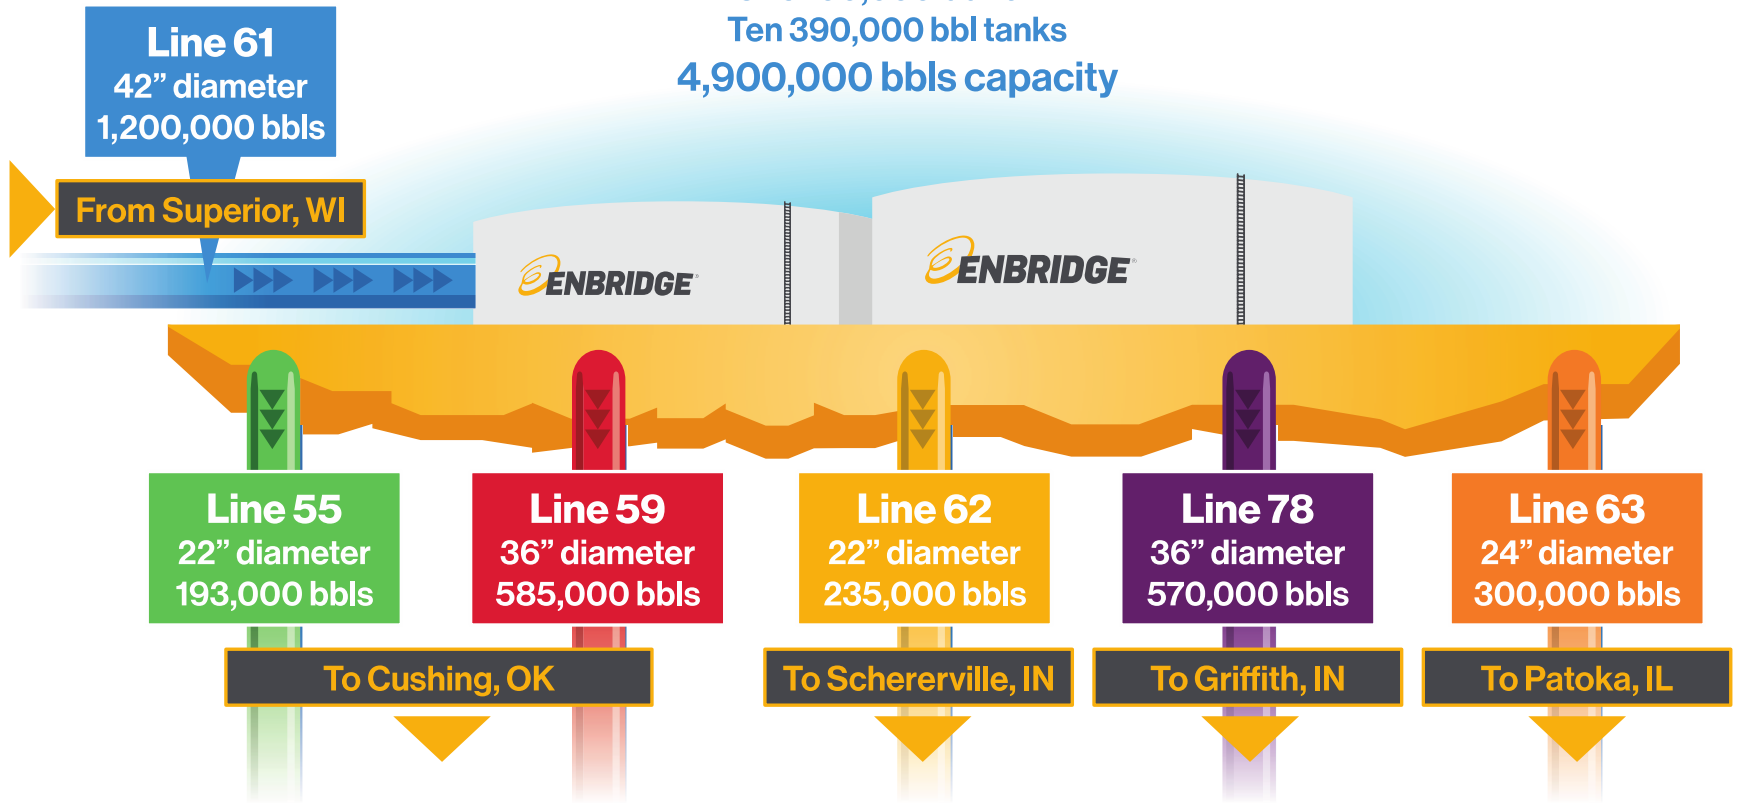 Ten 390,000 bbl tanks
4,900,000 bbls capacity
Line 61
42” diameter
1,200,000 bbls
From Superior, WI
ENBRIDGE
ENBRIDGE
Line 55
22” diameter
193,000 bbls
Line 59
36” diameter
585,000 bbls
Line 62
22” diameter
235,000 bbls
Line 78
36” diameter
570,000 bbls
Line 63
24” diameter
300,000 bbls
To Cushing, OK
To Schererville, IN
To Griffith, IN
To Patoka, IL